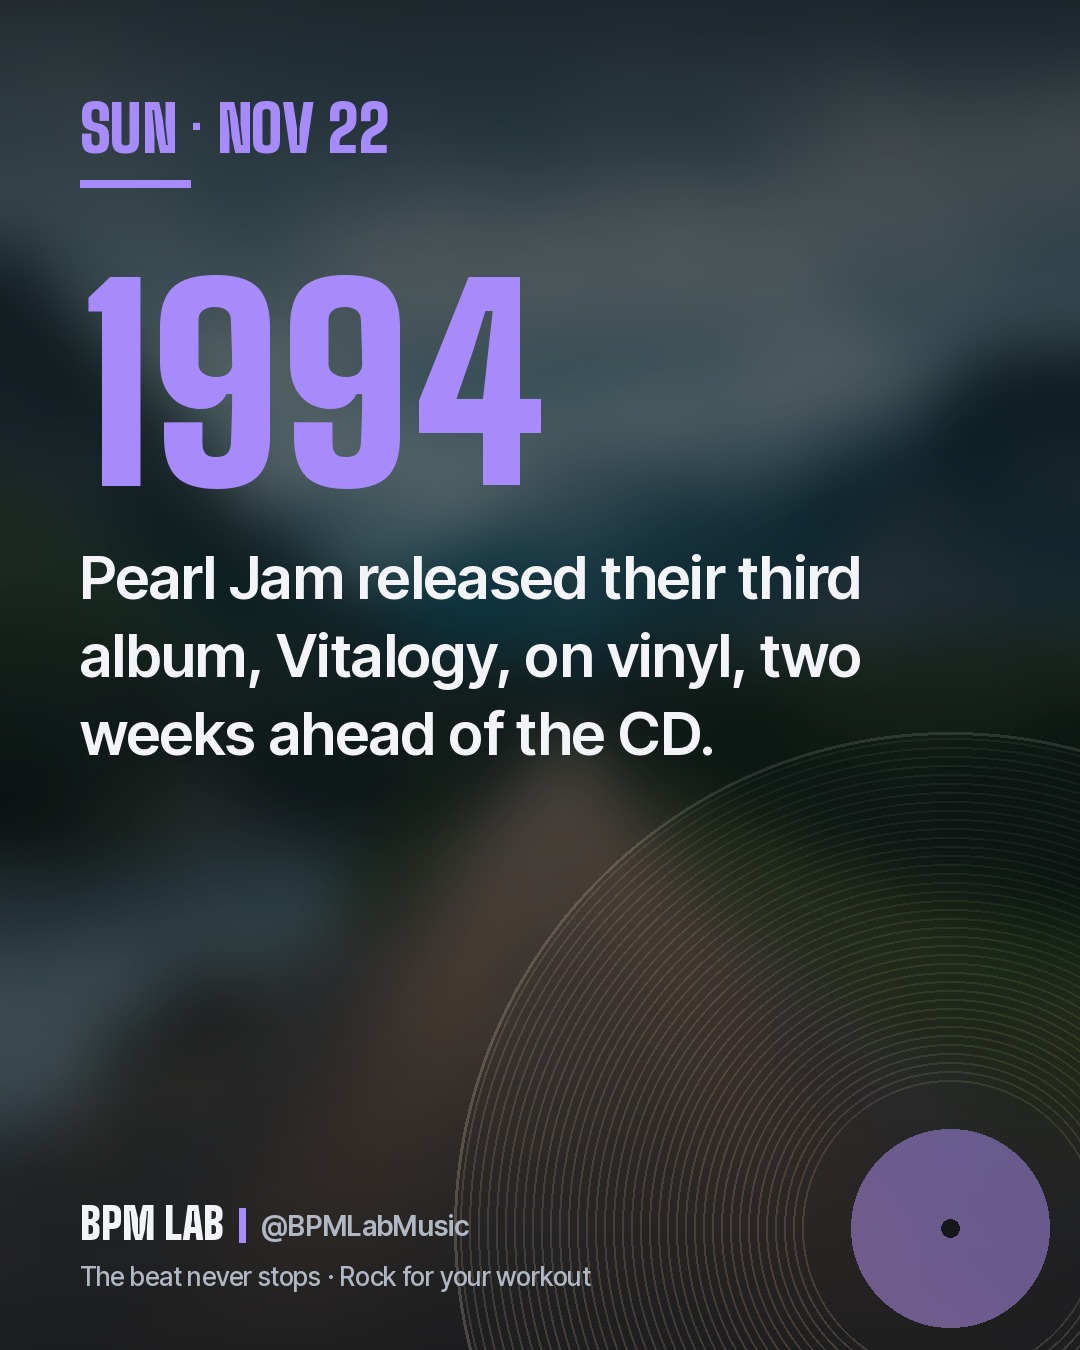 SUN · NOV 22
1994
Pearl Jam released their third
album, Vitalogy, on vinyl, two
weeks ahead of the CD.
BPM LAB | @BPMLabMusic
The beat never stops · Rock for your workout